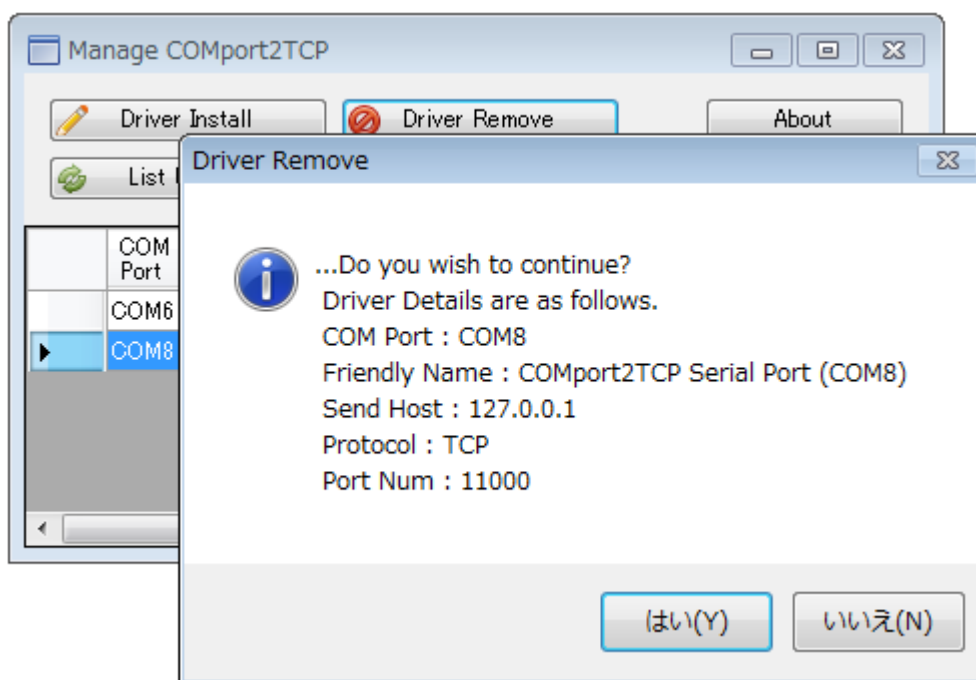 Manage COMport2TCP
Driver Install
Driver Remove
About
List
COM
Port
COM6
COM8
Driver Remove
...Do you wish to continue?
Driver Details are as follows.
COM Port : COM8
Friendly Name : COMport2TCP Serial Port (COM8)
Send Host : 127.0.0.1
Protocol : TCP
Port Num : 11000
はい(Y)
いいえ(N)